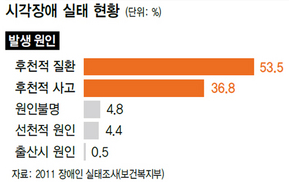 시각장애 실태 현황 (단위: %)
발생 원인
후천적 질환 53.5
후천적 사고 36.8
원인불명 4.8
선천적 원인 4.4
출산시 원인 0.5
자료: 2011 장애인 실태조사(보건복지부)